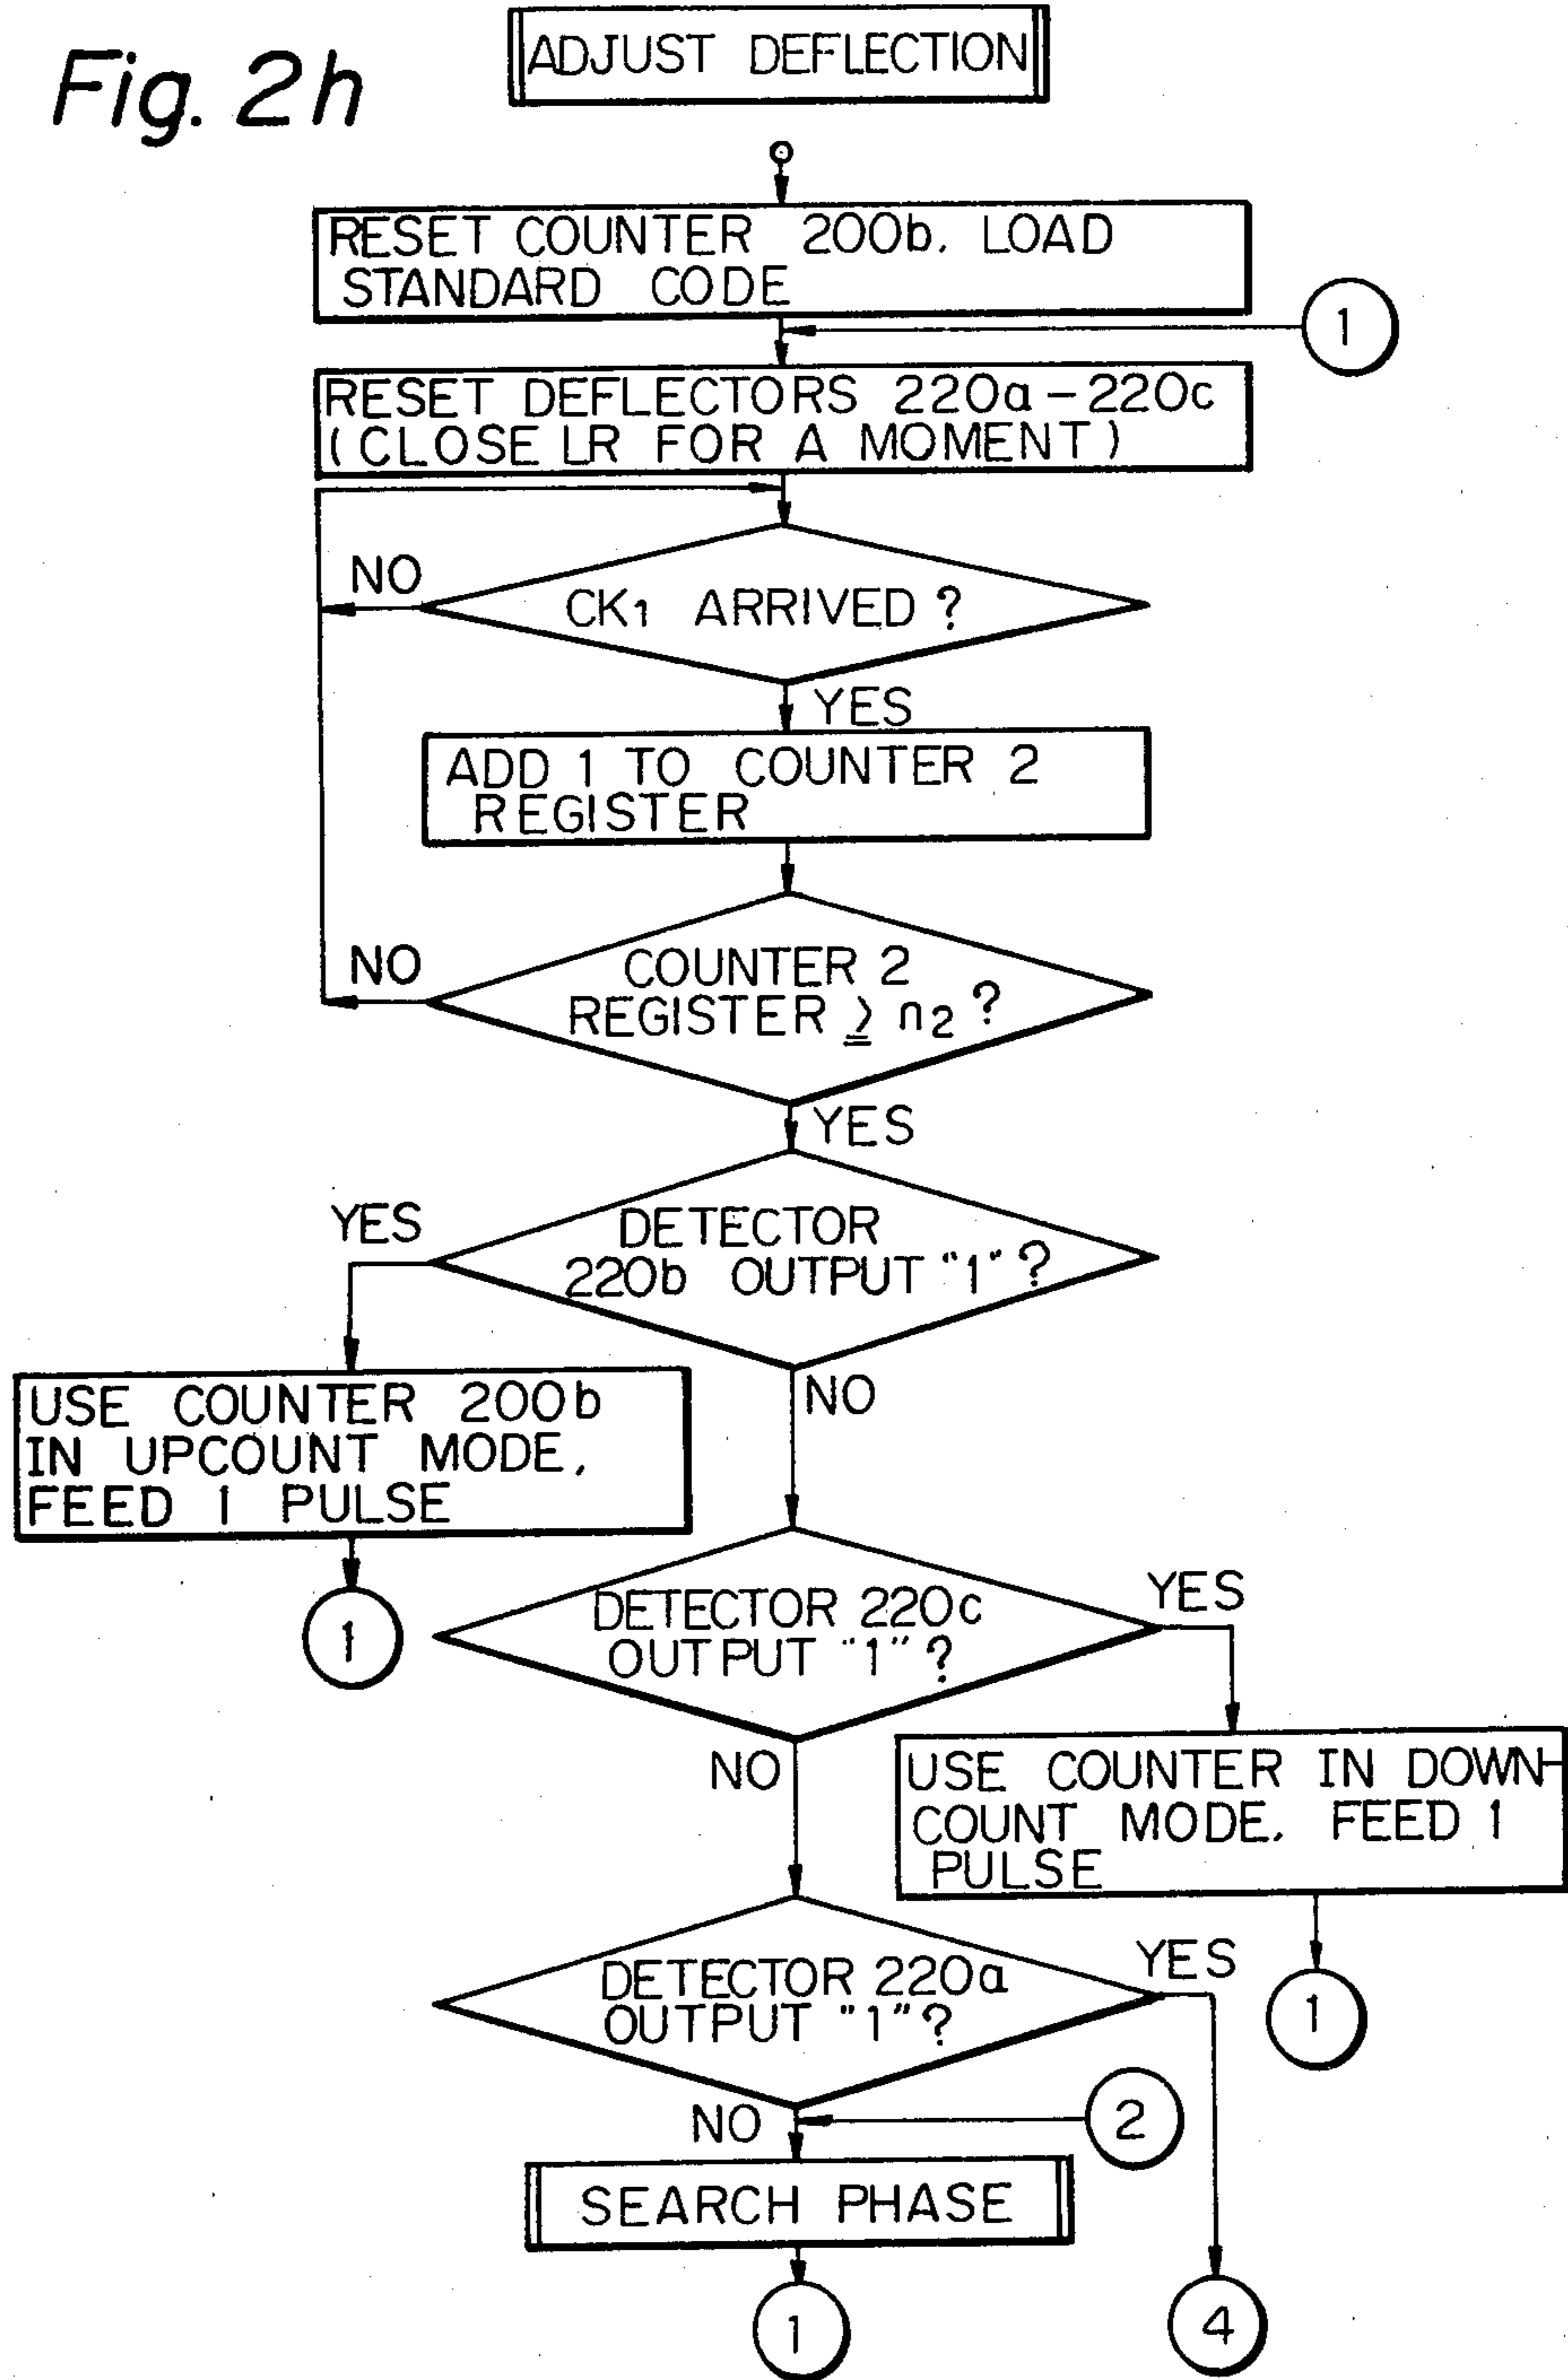 Fig. 2h
ADJUST DEFLECTION
RESET COUNTER 200b. LOAD
STANDARD CODE
1
RESET DEFLECTORS 220a-220c
(CLOSE LR FOR A MOMENT)
NO
CK1 ARRIVED?
YES
ADD 1 TO COUNTER 2
REGISTER
NO
COUNTER 2
REGISTER ≧ n2?
YES
YES
DETECTOR
220b OUTPUT "1"?
NO
USE COUNTER 200b
IN UPCOUNT MODE,
FEED 1 PULSE
1
DETECTOR 220c
OUTPUT "1"?
YES
NO
USE COUNTER IN DOWN-
COUNT MODE. FEED 1
PULSE
1
DETECTOR 220a
OUTPUT "1"?
YES
NO
2
SEARCH PHASE
1
4